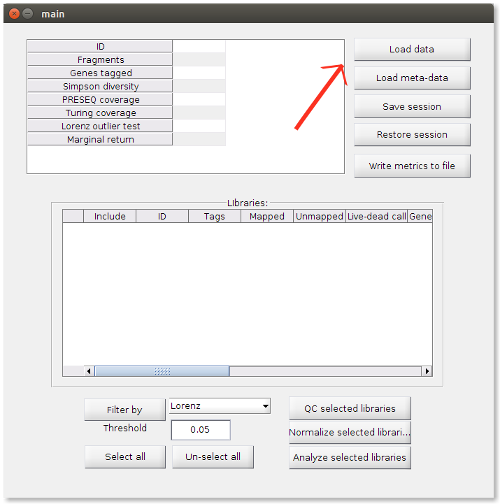 main
ID
Fragments
Genes tagged
Simpson diversity
PRESEQ coverage
Turing coverage
Lorenz outlier test
Marginal return
Load data
Load meta-data
Save session
Restore session
Write metrics to file
Libraries:
Include ID Tags Mapped Unmapped Live-dead call Gene
Filter by Lorenz QC selected libraries
Threshold 0.05 Normalize selected librari...
Select all Un-select all Analyze selected libraries